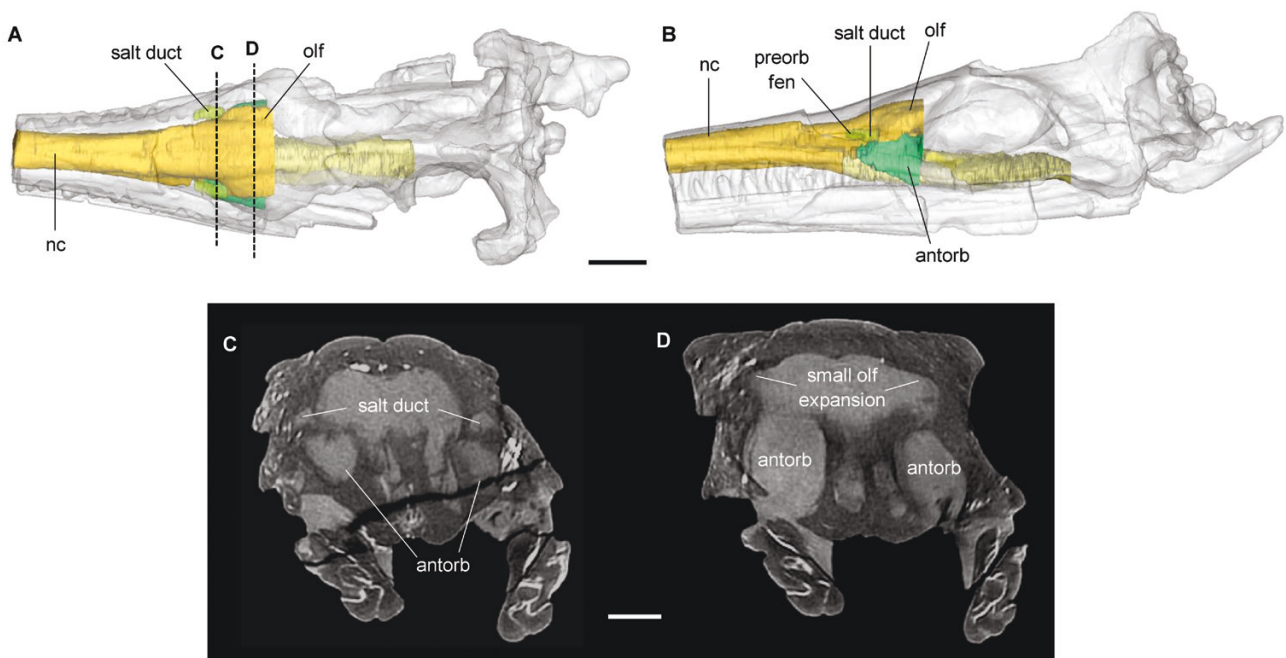 A
salt duct
C
D
olf
nc
B
nc
preorb
fen
salt duct
olf
antorb
C
salt duct
antorb
D
small olf
expansion
antorb
antorb